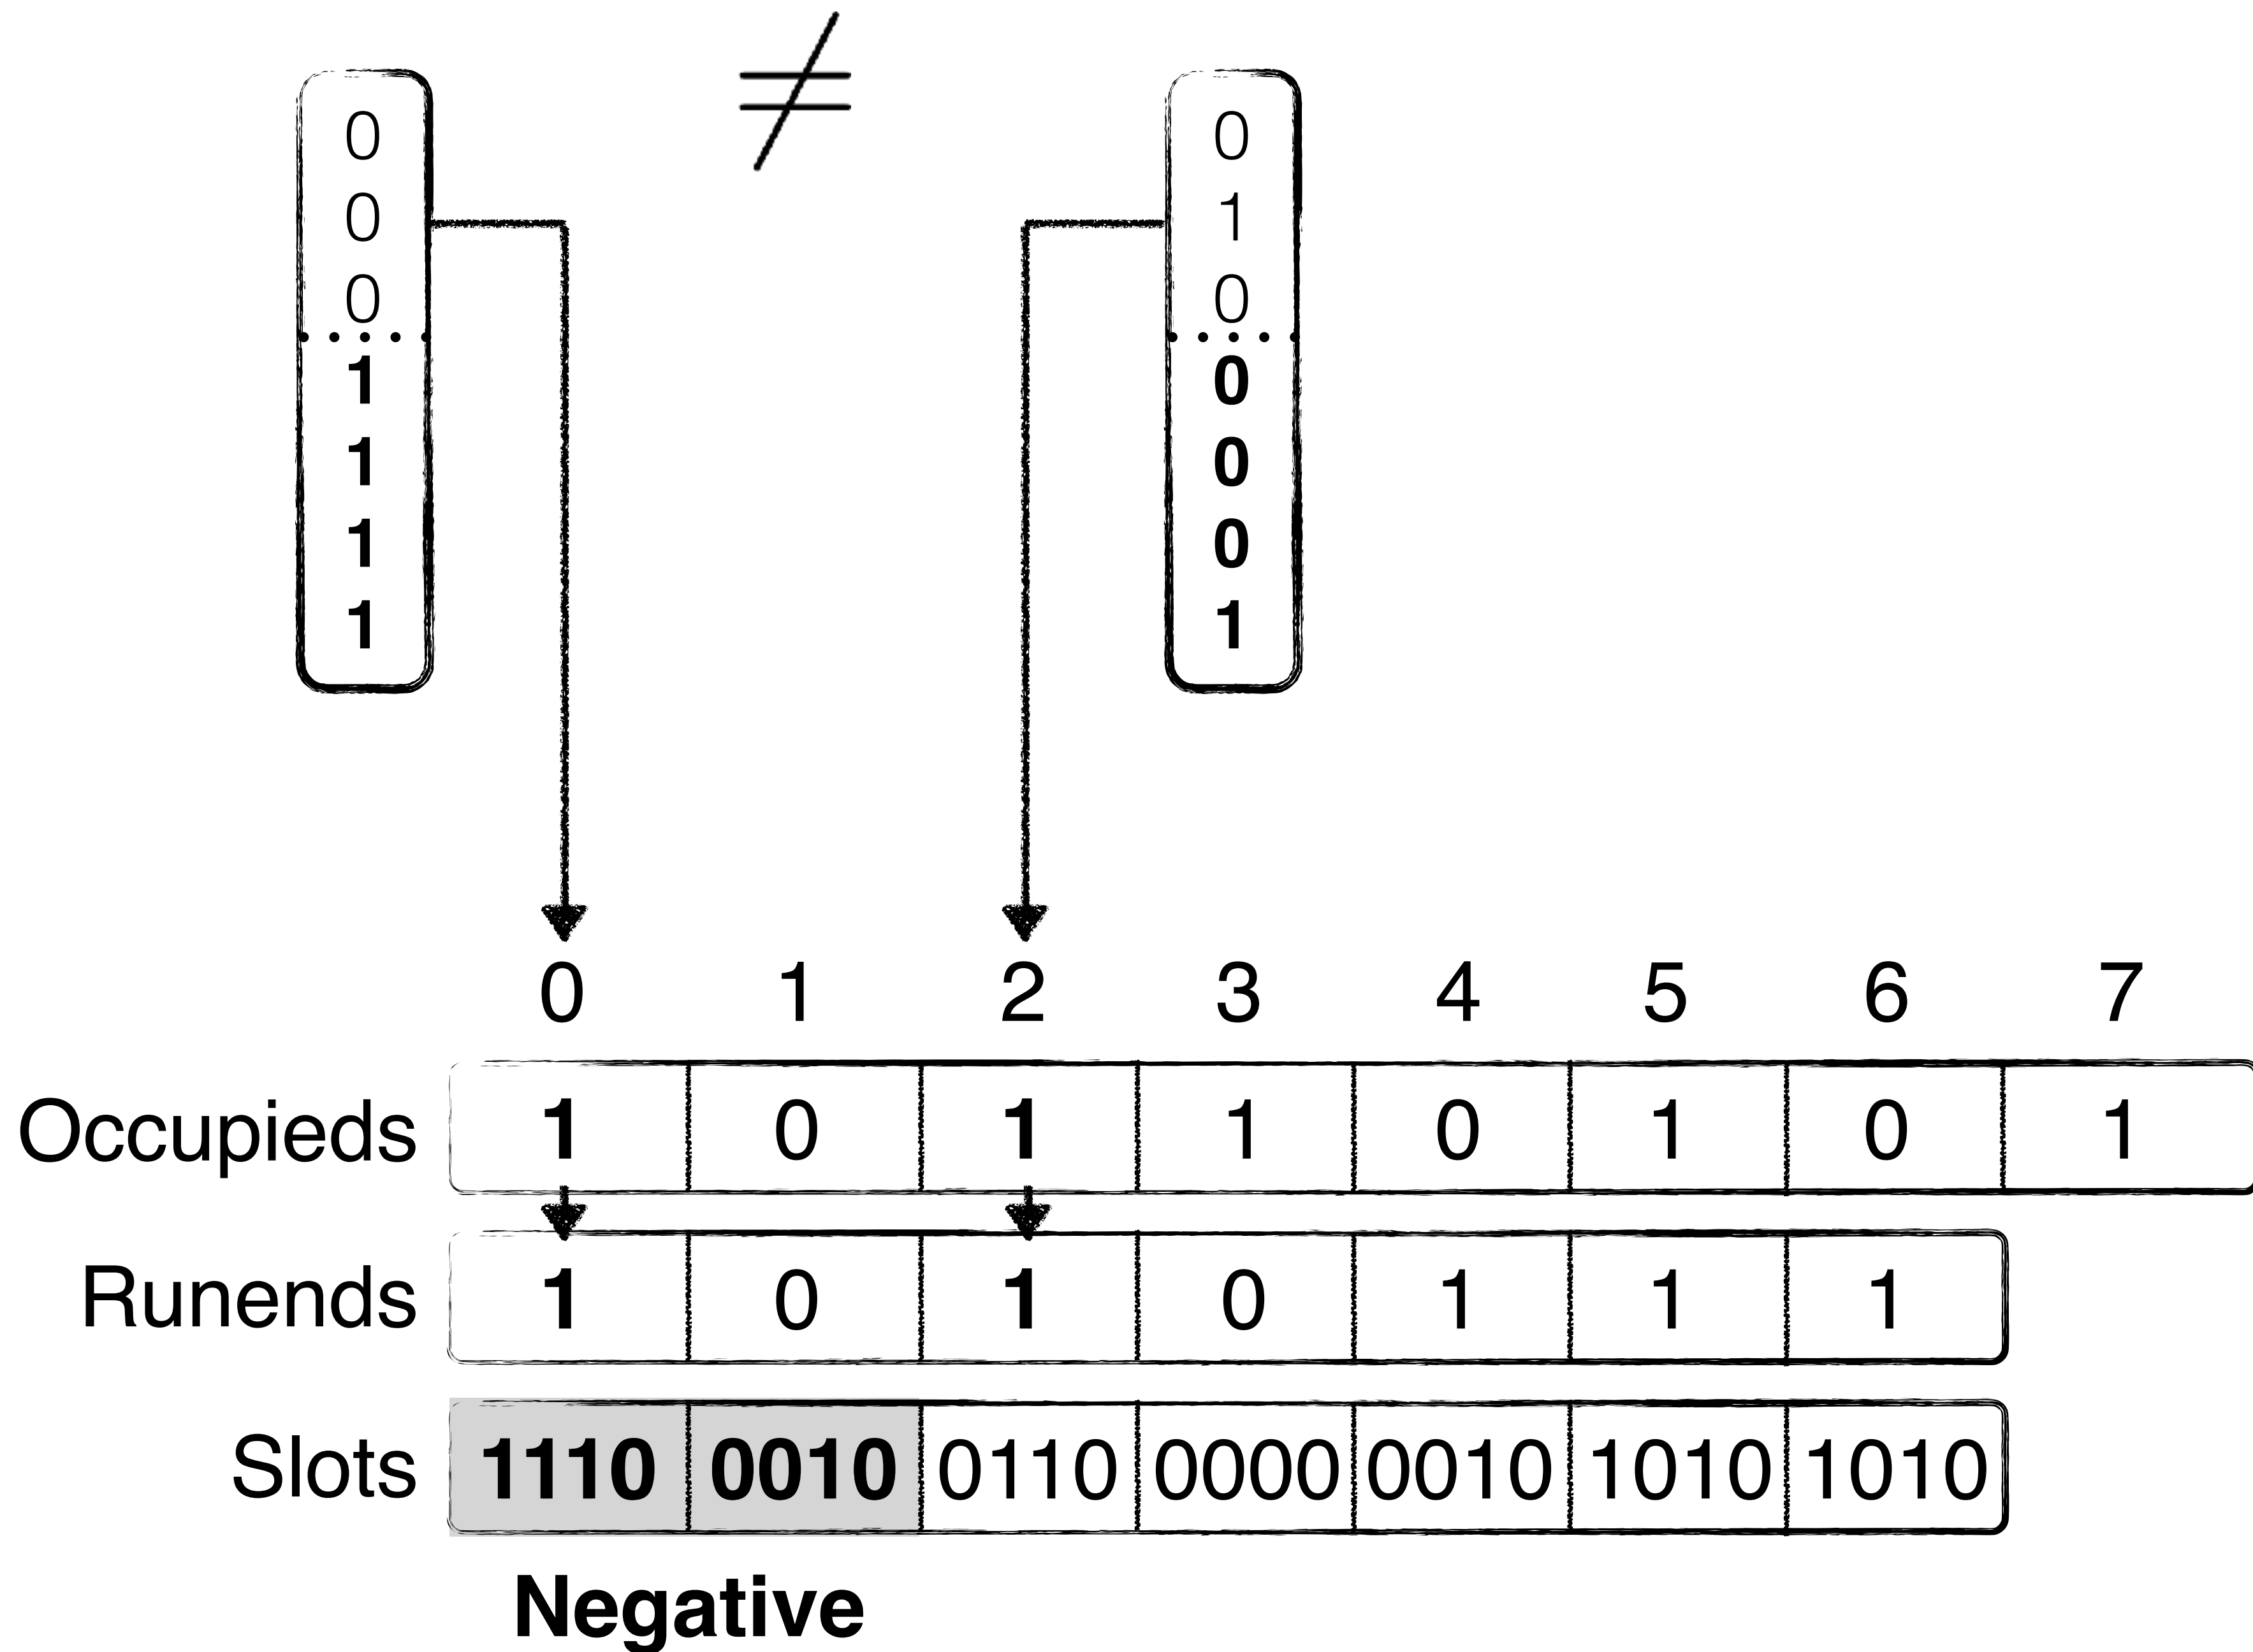 ≠
0 0
0 1
0 0
1 0
1 0
1 0
1 1
0 1 2 3 4 5 6 7
Occupieds 1 0 1 1 0 1 0 1
Runends 1 0 1 0 1 1 1
Slots 1110 0010 0110 0000 0010 1010 1010
Negative